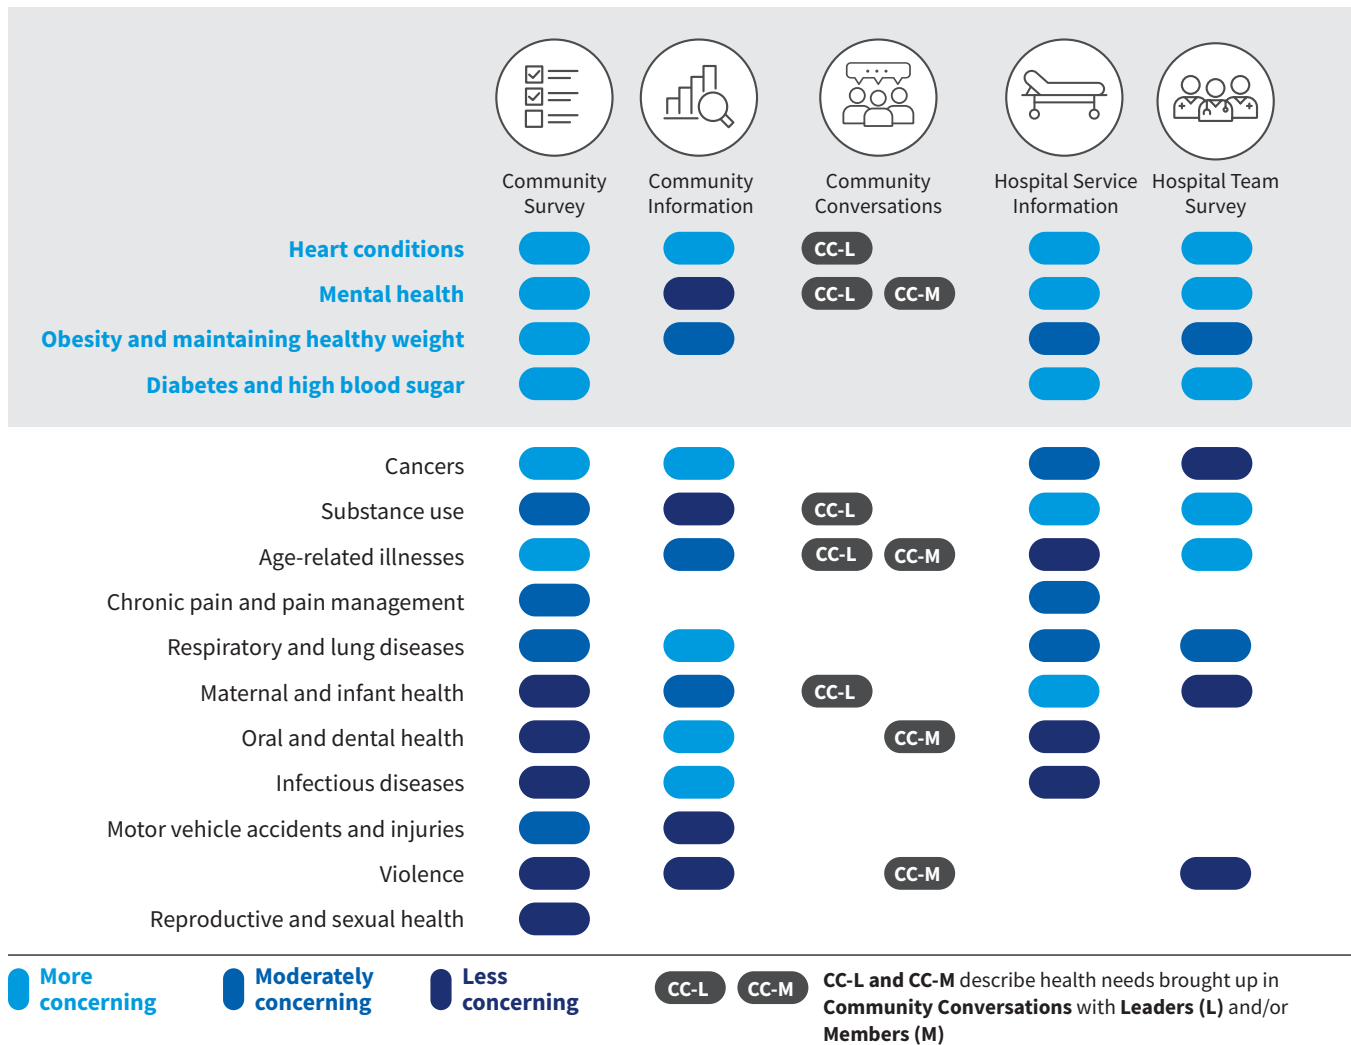 Community Survey
Community Information
Community Conversations
Hospital Service Information
Hospital Team Survey
Heart conditions
CC-L
Mental health
CC-L CC-M
Obesity and maintaining healthy weight
Diabetes and high blood sugar
Cancers
Substance use
CC-L
Age-related illnesses
CC-L CC-M
Chronic pain and pain management
Respiratory and lung diseases
Maternal and infant health
CC-L
Oral and dental health
CC-M
Infectious diseases
Motor vehicle accidents and injuries
Violence
CC-M
Reproductive and sexual health
More
concerning
Moderately
concerning
Less
concerning
CC-L CC-M
CC-L and CC-M describe health needs brought up in
Community Conversations with Leaders (L) and/or
Members (M)